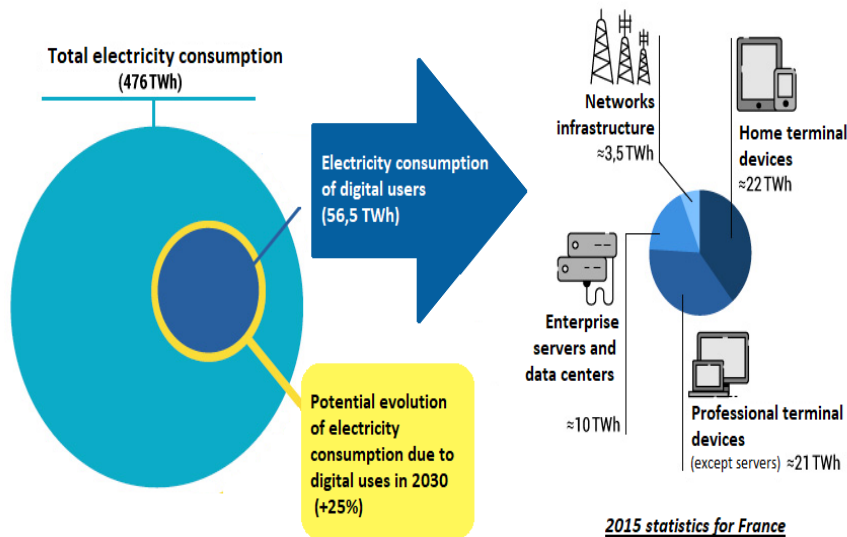 Total electricity consumption
(476 TWh)
Electricity consumption
of digital users
(56,5 TWh)
Potential evolution
of electricity
consumption due to
digital uses in 2030
(+25%)
Networks
infrastructure
≈3,5 TWh
Home terminal
devices
≈22 TWh
Enterprise
servers and
data centers
≈10 TWh
Professional terminal
devices
(except servers) ≈21 TWh
2015 statistics for France